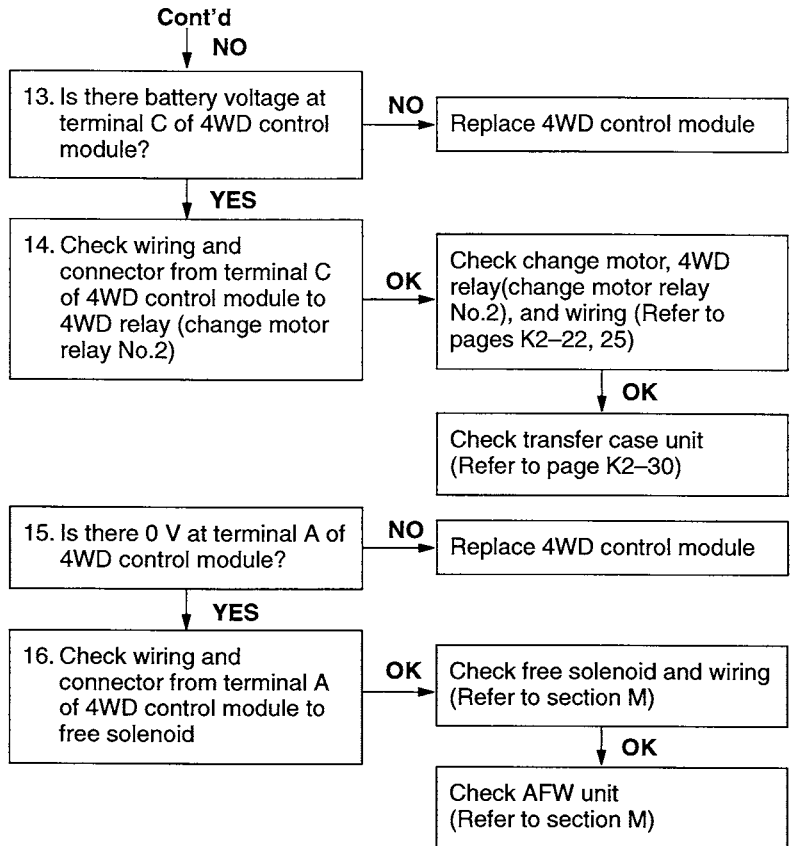 Cont'd
NO
13. Is there battery voltage at
terminal C of 4WD control
module?
NO
Replace 4WD control module
YES
14. Check wiring and
connector from terminal C
of 4WD control module to
4WD relay (change motor
relay No.2)
OK
Check change motor, 4WD
relay(change motor relay
No.2), and wiring (Refer to
pages K2–22, 25)
OK
Check transfer case unit
(Refer to page K2–30)
15. Is there 0 V at terminal A of
4WD control module?
NO
Replace 4WD control module
YES
16. Check wiring and
connector from terminal A
of 4WD control module to
free solenoid
OK
Check free solenoid and wiring
(Refer to section M)
OK
Check AFW unit
(Refer to section M)